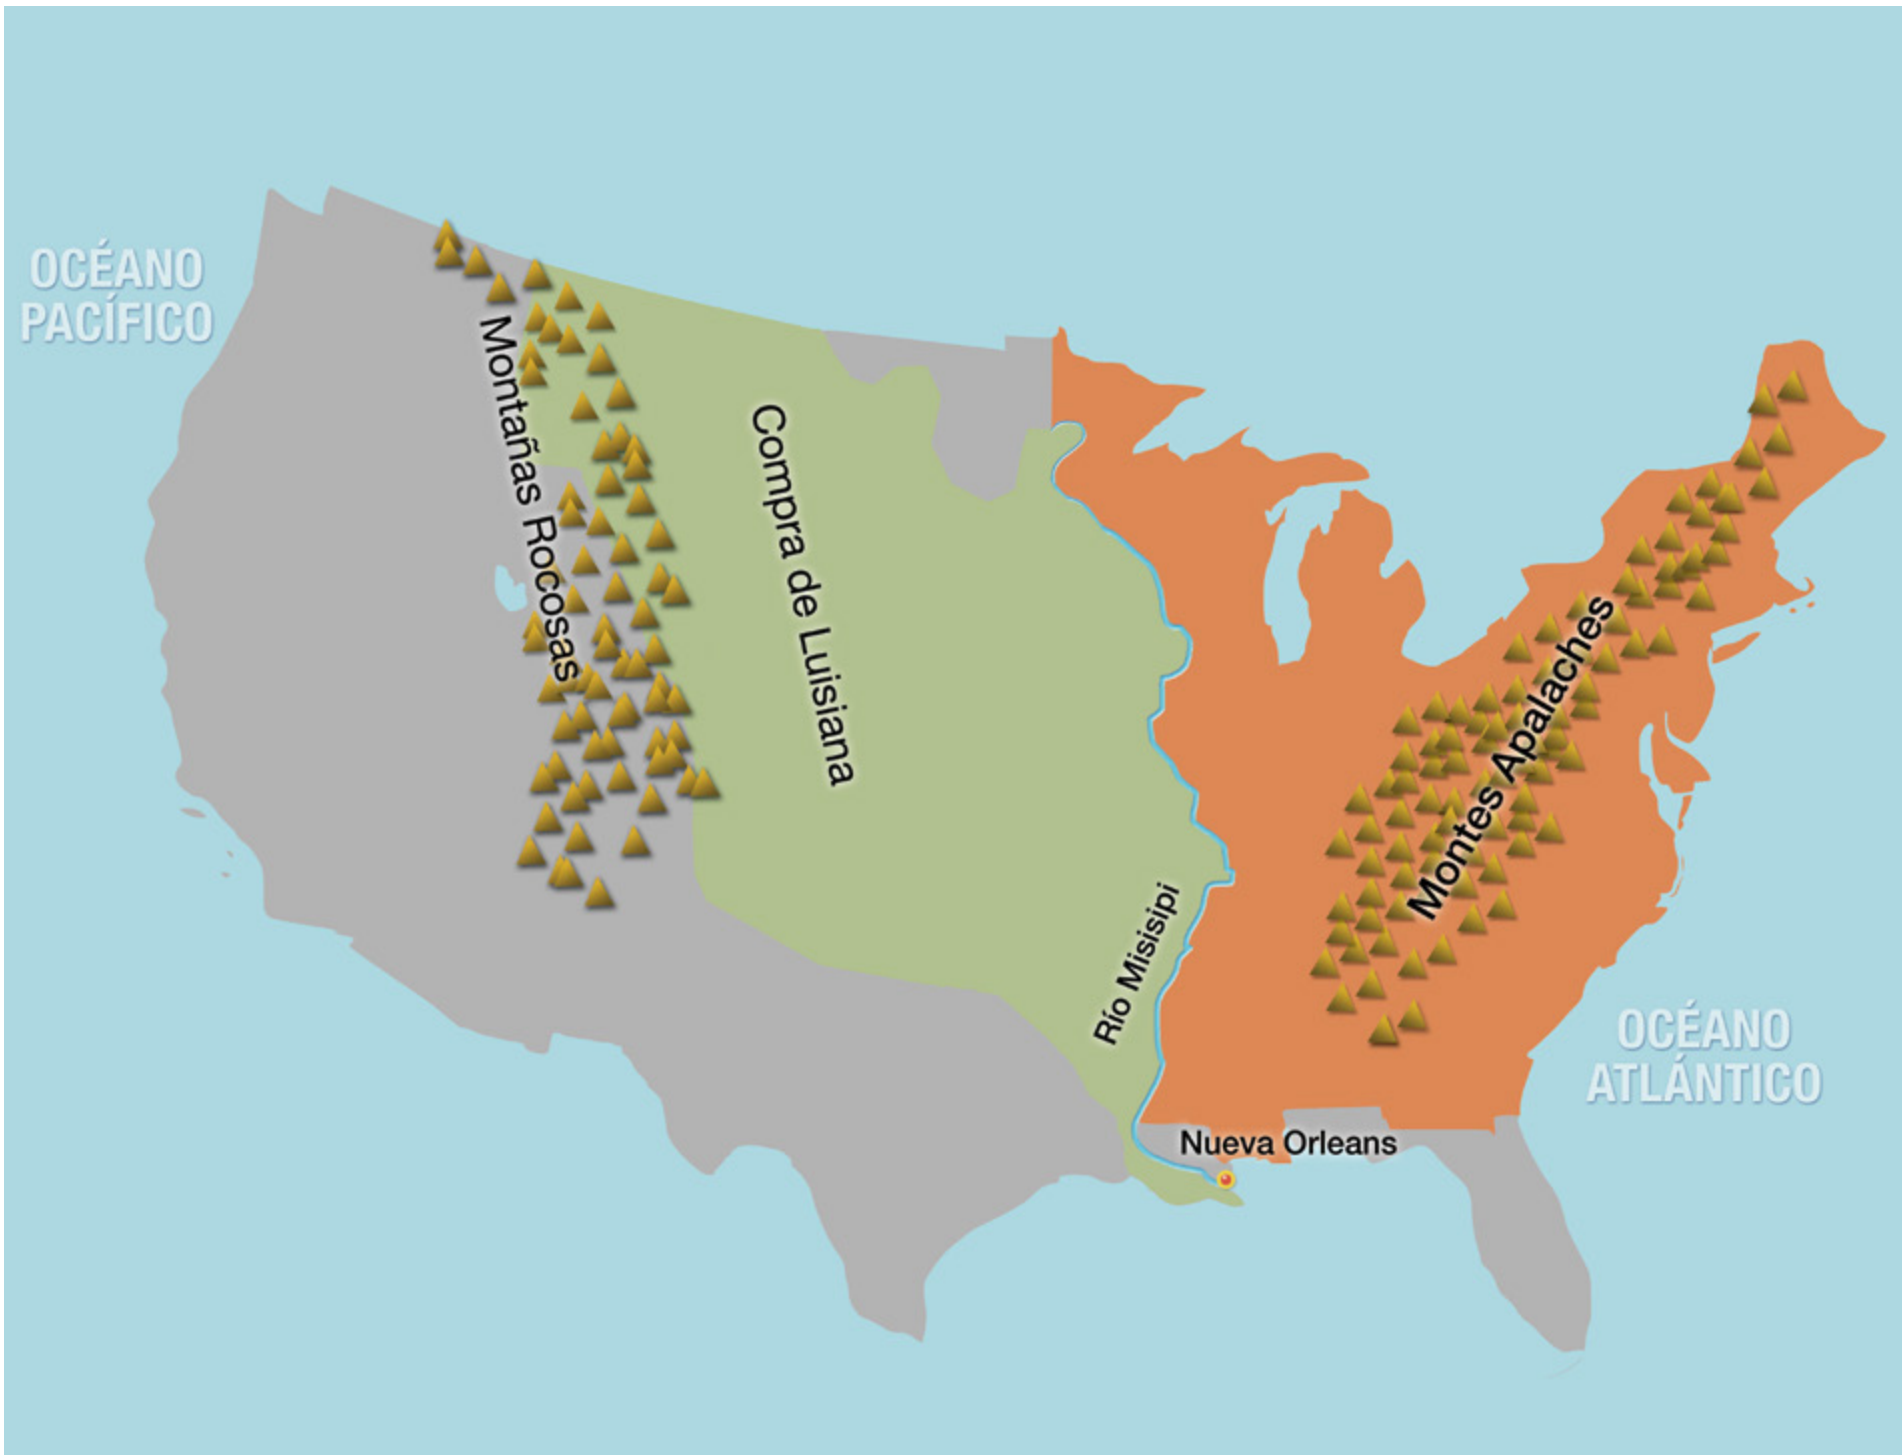 OCÉANO
PACÍFICO
Montañas Rocosas
Compra de Luisiana
Río Misisipi
Nueva Orleans
Montes Apalaches
OCÉANO
ATLÁNTICO